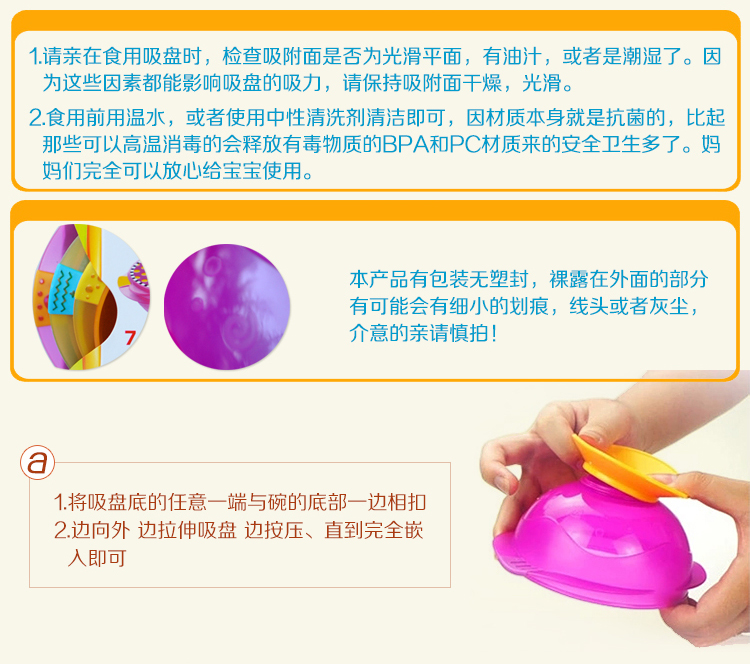 1.请亲在食用吸盘时，检查吸附面是否为光滑平面，有油汁，或者是潮湿了。因
为这些因素都能影响吸盘的吸力，请保持吸附面干燥，光滑。
2.食用前用温水，或者使用中性清洗剂清洁即可，因材质本身就是抗菌的，比起
那些可以高温消毒的会释放有毒物质的BPA和PC材质来的安全卫生多了。妈
妈们完全可以放心给宝宝使用。
7
本产品有包装无塑封，裸露在外面的部分
有可能会有细小的划痕，线头或者灰尘，
介意的亲请慎拍！
a
1.将吸盘底的任意一端与碗的底部一边相扣
2.边向外 边拉伸吸盘 边按压、直到完全嵌
入即可